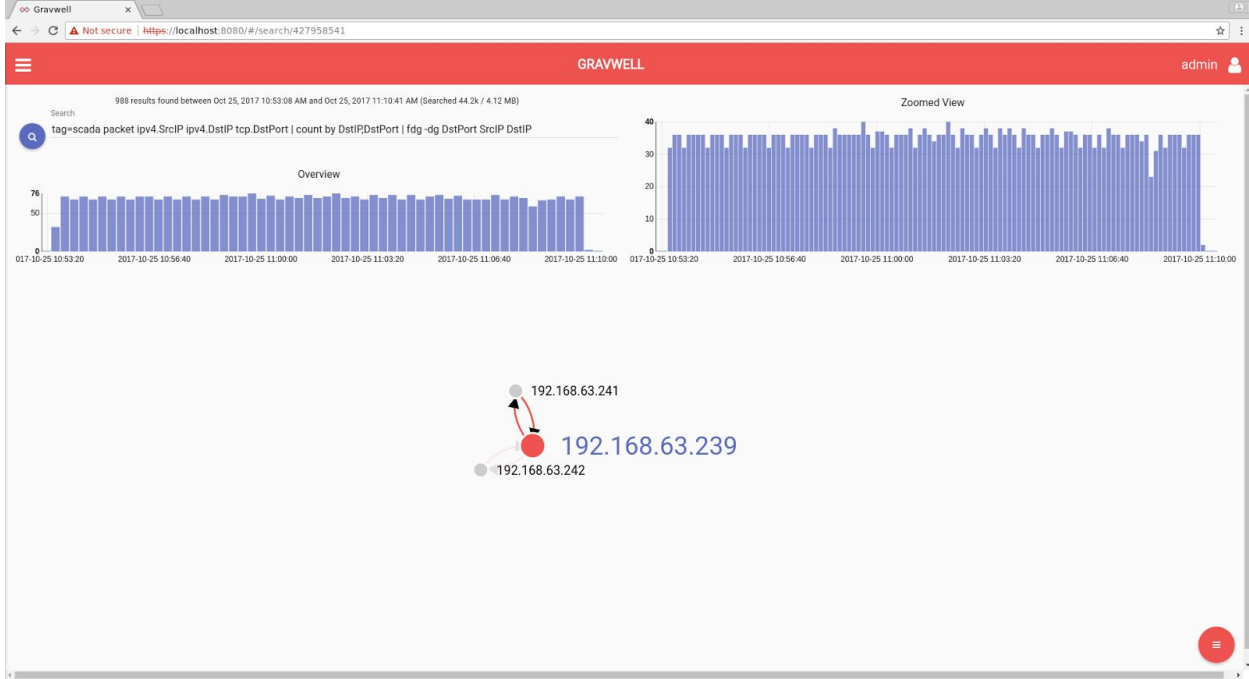 Gravwell
Not secure | https://localhost:8080/#/search/427958541
GRAVWELL
admin
988 results found between Oct 25, 2017 10:53:08 AM and Oct 25, 2017 11:10:41 AM (Searched 44.2k / 4.12 MB)
Search
tag=scada packet ipv4.SrcIP ipv4.DstIP tcp.DstPort | count by DstIP,DstPort | fdg -dg DstPort SrcIP DstIP
Overview
76
50
0
017-10-25 10:53:20 2017-10-25 10:56:40 2017-10-25 11:00:00 2017-10-25 11:03:20 2017-10-25 11:06:40 2017-10-25 11:10:00
Zoomed View
40
30
20
10
0
017-10-25 10:53:20 2017-10-25 10:56:40 2017-10-25 11:00:00 2017-10-25 11:03:20 2017-10-25 11:06:40 2017-10-25 11:10:00
192.168.63.241
192.168.63.239
192.168.63.242